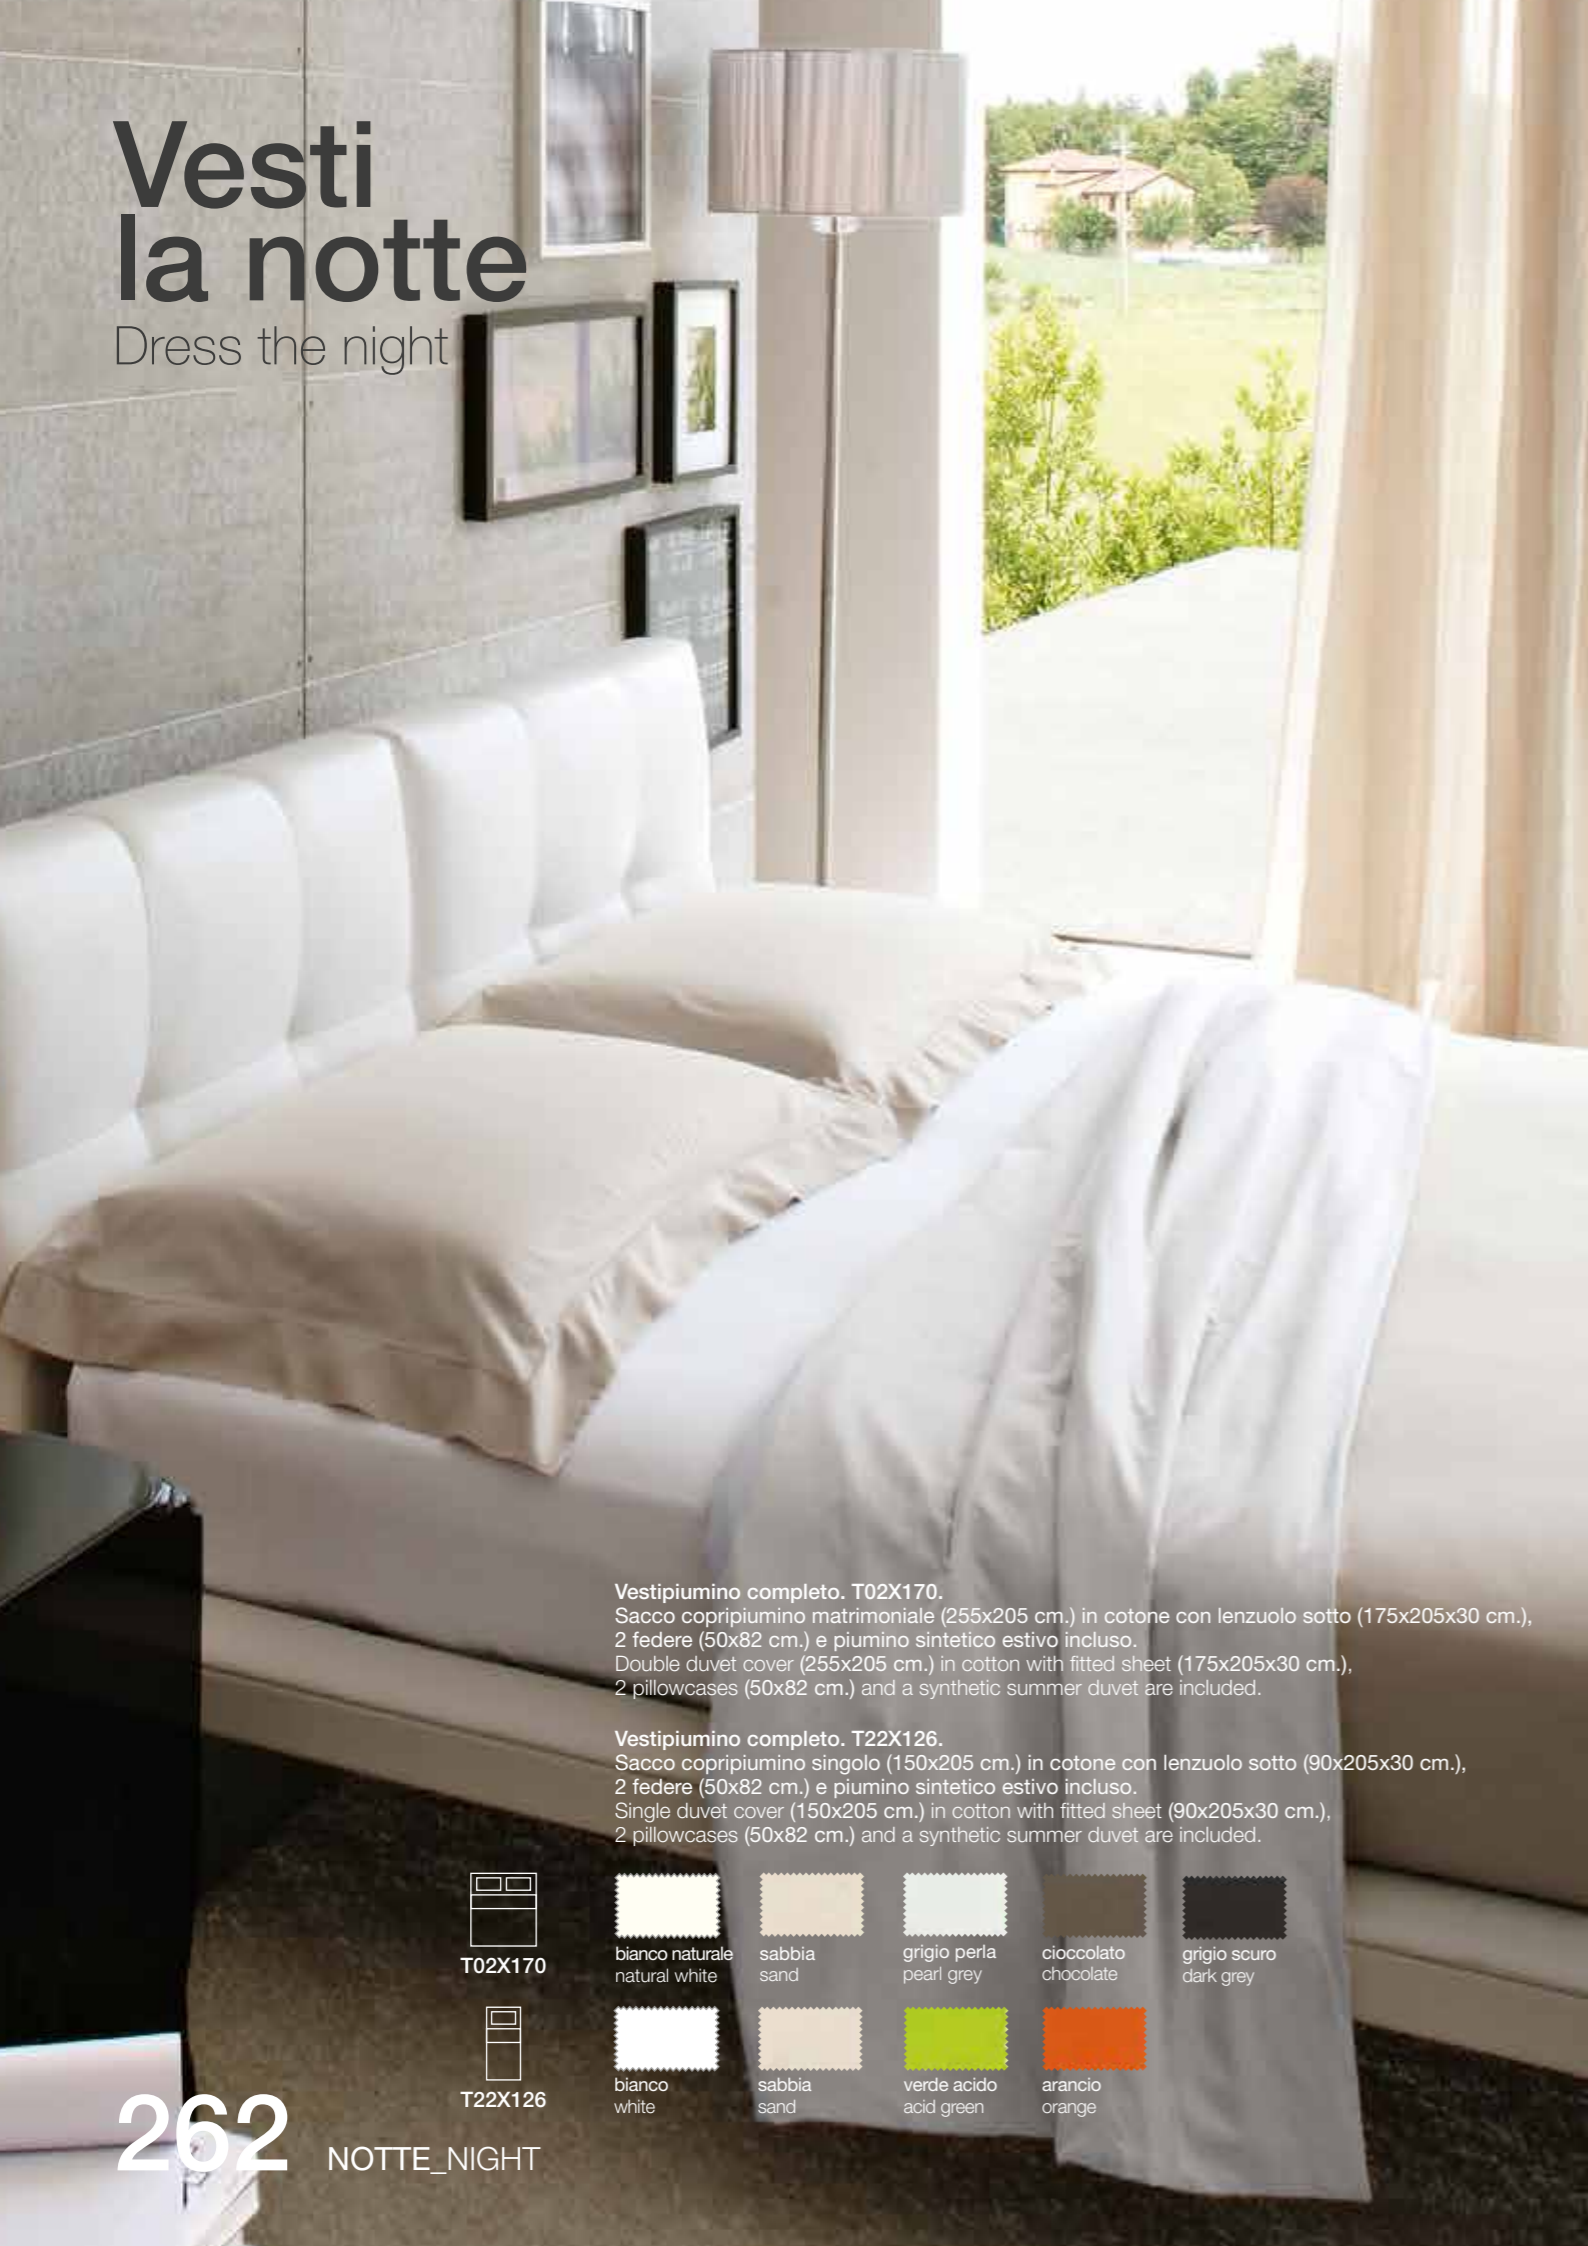 Vesti
la notte
Dress the night
Vestipiumino completo. T02X170.
Sacco copripiumino matrimoniale (255x205 cm.) in cotone con lenzuolo sotto (175x205x30 cm.),
2 federe (50x82 cm.) e piumino sintetico estivo incluso.
Double duvet cover (255x205 cm.) in cotton with fitted sheet (175x205x30 cm.),
2 pillowcases (50x82 cm.) and a synthetic summer duvet are included.
Vestipiumino completo. T22X126.
Sacco copripiumino singolo (150x205 cm.) in cotone con lenzuolo sotto (90x205x30 cm.),
2 federe (50x82 cm.) e piumino sintetico estivo incluso.
Single duvet cover (150x205 cm.) in cotton with fitted sheet (90x205x30 cm.),
2 pillowcases (50x82 cm.) and a synthetic summer duvet are included.
T02X170
bianco naturale
natural white
sabbia
sand
grigio perla
pearl grey
cioccolato
chocolate
grigio scuro
dark grey
T22X126
bianco
white
sabbia
sand
verde acido
acid green
arancio
orange
262 NOTTE_NIGHT